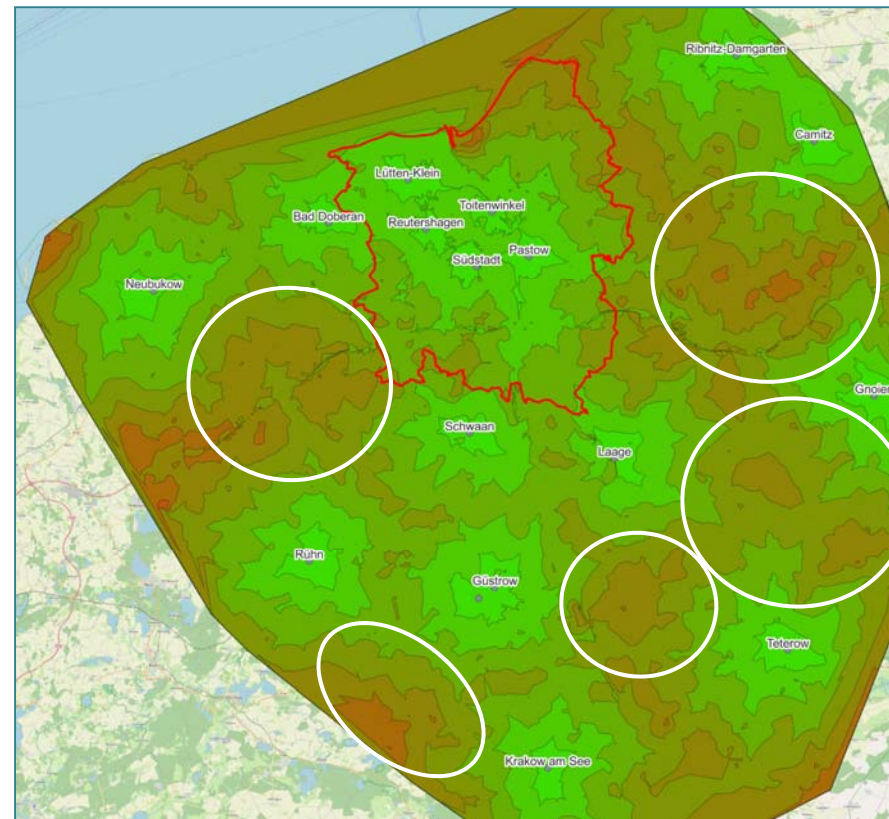 Ribnitz-Damgarten
Carnitz
Lütten-Klein
Toitenwinkel
Bad Doberan
Reutershagen
Pastow
Südstadt
Neubukow
Gnoien
Schwaan
Laage
Rühn
Güstrow
Teterow
Krakow am See